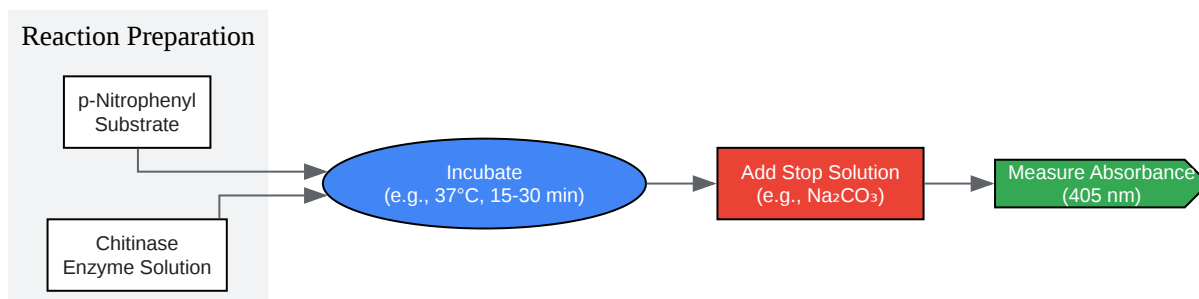 Reaction Preparation
p-Nitrophenyl
Substrate
Chitinase
Enzyme Solution
Incubate
(e.g., 37°C, 15-30 min)
Add Stop Solution
(e.g., Na₂CO₃)
Measure Absorbance
(405 nm)